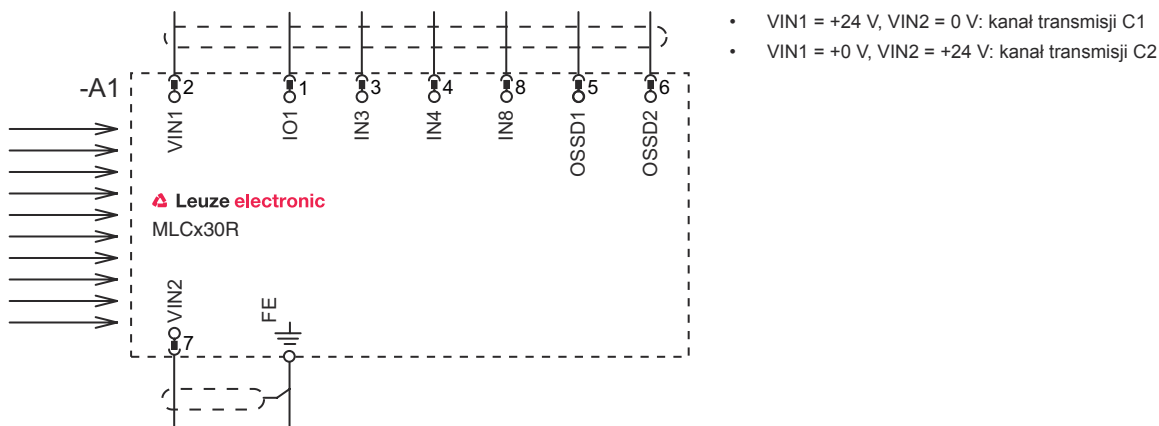 • VIN1 = +24 V, VIN2 = 0 V: kanał transmisji C1
• VIN1 = +0 V, VIN2 = +24 V: kanał transmisji C2
-A1
2 1 3 4 8 5 6
VIN1 IO1 IN3 IN4 IN8 OSSD1 OSSD2
Leuze electronic
MLCx30R
VIN2 FE
7